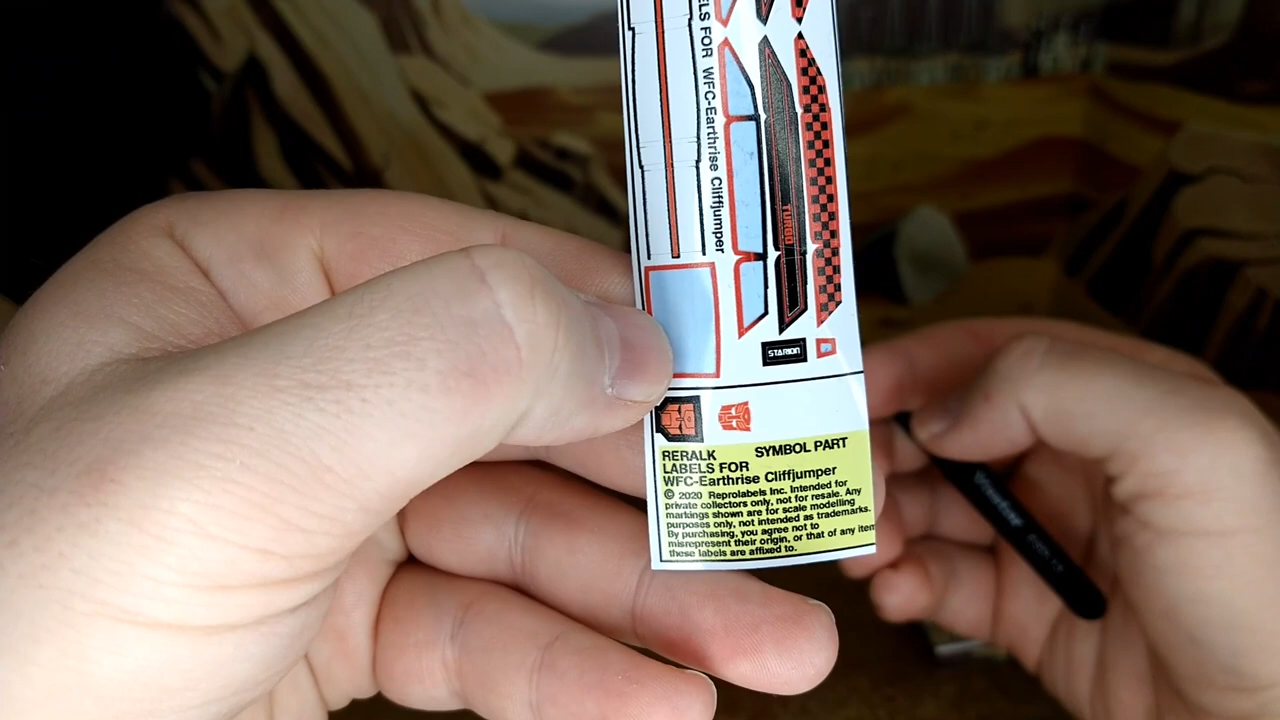 ELS FOR WFC-Earthrise Cliffjumper
TURBO
STARION
RERALK SYMBOL PART
LABELS FOR
WFC-Earthrise Cliffjumper
© 2020 Reprolabels Inc. Intended for
private collectors only, not for resale. Any
markings shown are for scale modelling
purposes only, not intended as trademarks.
By purchasing, you agree not to
misrepresent their origin, or that of any item
these labels are affixed to.